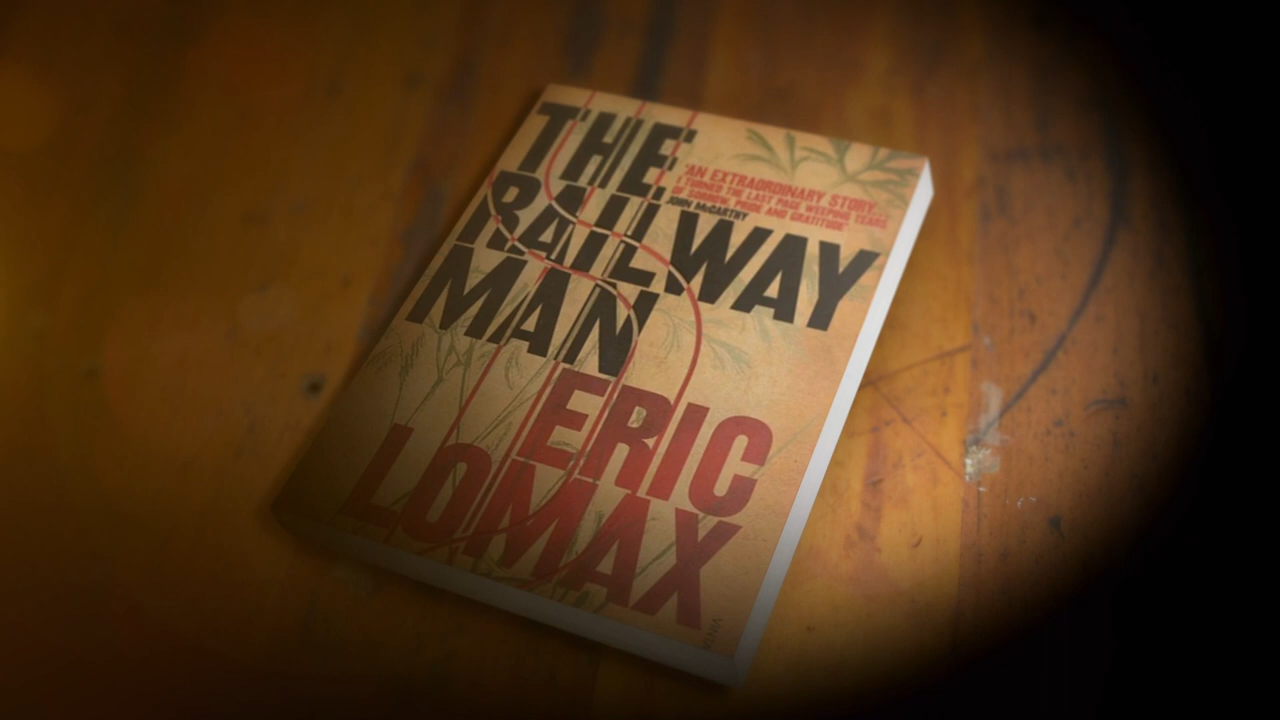 THE
RAILWAY
MAN
'AN EXTRAORDINARY STORY...
I TURNED THE LAST PAGE WEEPING TEARS
OF SORROW, PRIDE AND GRATITUDE'
JOHN McCARTHY
ERIC
LOMAX